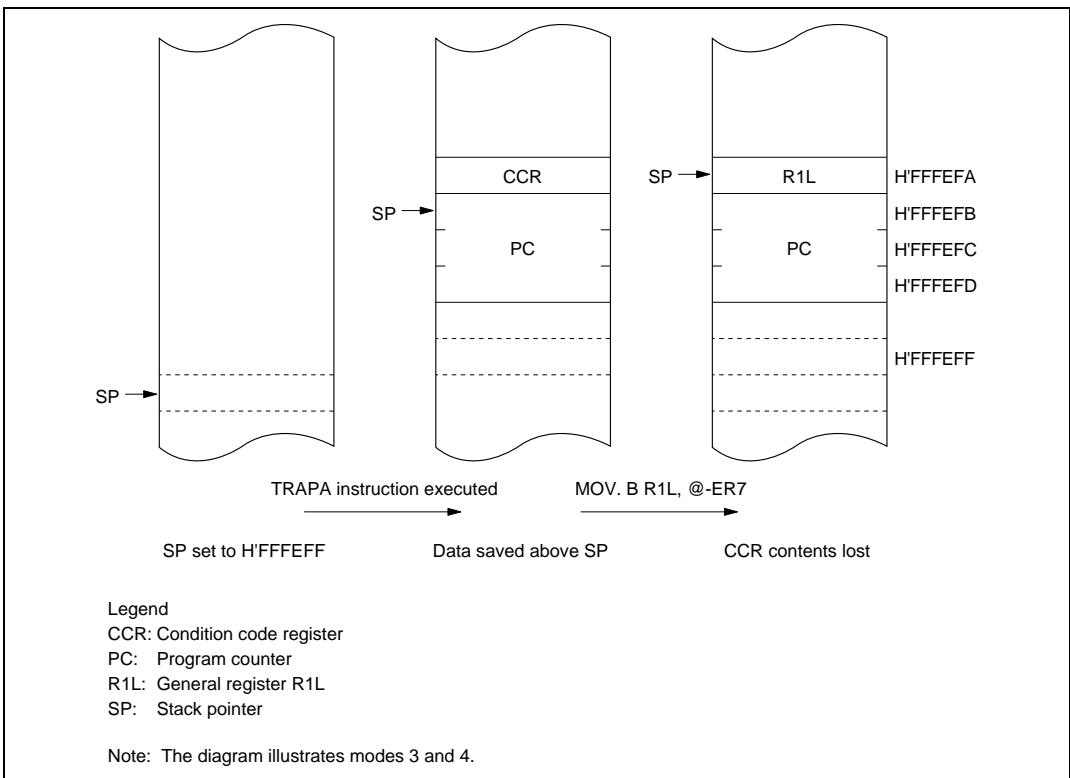 CCR
SP
R1L
H'FFFEFA
SP
H'FFFEFB
PC
PC
H'FFFEFC
H'FFFEFD
H'FFFEFF
SP
TRAPA instruction executed
MOV. B R1L, @-ER7
SP set to H'FFFEFF
Data saved above SP
CCR contents lost
Legend
CCR: Condition code register
PC: Program counter
R1L: General register R1L
SP: Stack pointer
Note: The diagram illustrates modes 3 and 4.